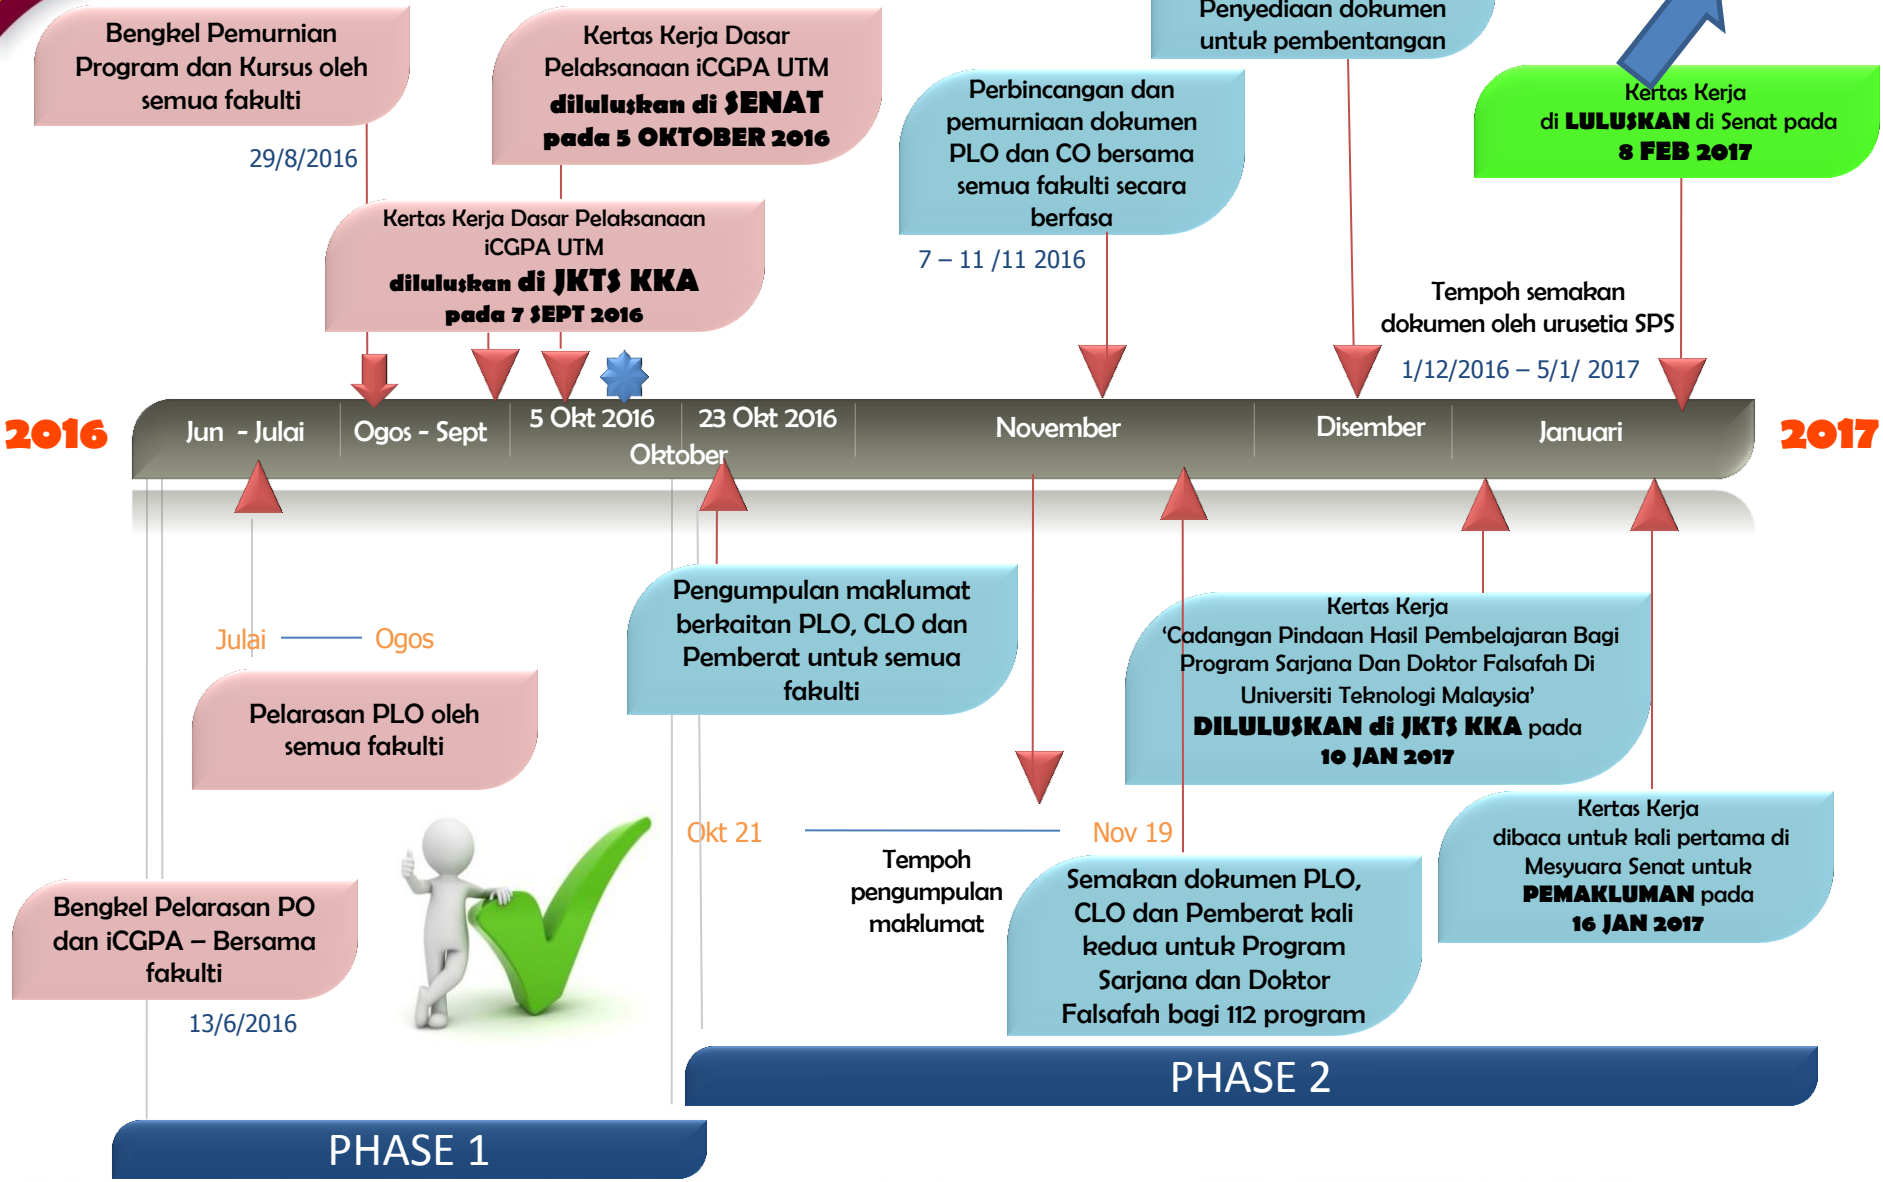 Bengkel Pemurnian
Program dan Kursus oleh
semua fakulti
29/8/2016
Kertas Kerja Dasar
Pelaksanaan iCGPA UTM
diluluskan di SENAT
pada 5 OKTOBER 2016
Kertas Kerja Dasar Pelaksanaan
iCGPA UTM
diluluskan di JKTS KKA
pada 7 SEPT 2016
Perbincangan dan
pemurniaan dokumen
PLO dan CO bersama
semua fakulti secara
berfasa
7 – 11 /11 2016
Penyediaan dokumen
untuk pembentangan
Kertas Kerja
di LULUSKAN di Senat pada
8 FEB 2017
Tempoh semakan
dokumen oleh urusetia SPS
1/12/2016 – 5/1/ 2017
2016
Jun - Julai
Ogos - Sept
5 Okt 2016
23 Okt 2016
Oktober
November
Disember
Januari
2017
Julai
Ogos
Pelarasan PLO oleh
semua fakulti
Bengkel Pelarasan PO
dan iCGPA – Bersama
fakulti
13/6/2016
Pengumpulan maklumat
berkaitan PLO, CLO dan
Pemberat untuk semua
fakulti
Okt 21
Nov 19
Tempoh
pengumpulan
maklumat
Semakan dokumen PLO,
CLO dan Pemberat kali
kedua untuk Program
Sarjana dan Doktor
Falsafah bagi 112 program
Kertas Kerja
‘Cadangan Pindaan Hasil Pembelajaran Bagi
Program Sarjana Dan Doktor Falsafah Di
Universiti Teknologi Malaysia’
DILULUSKAN di JKTS KKA pada
10 JAN 2017
Kertas Kerja
dibaca untuk kali pertama di
Mesyuara Senat untuk
PEMAKLUMAN pada
16 JAN 2017
PHASE 2
PHASE 1